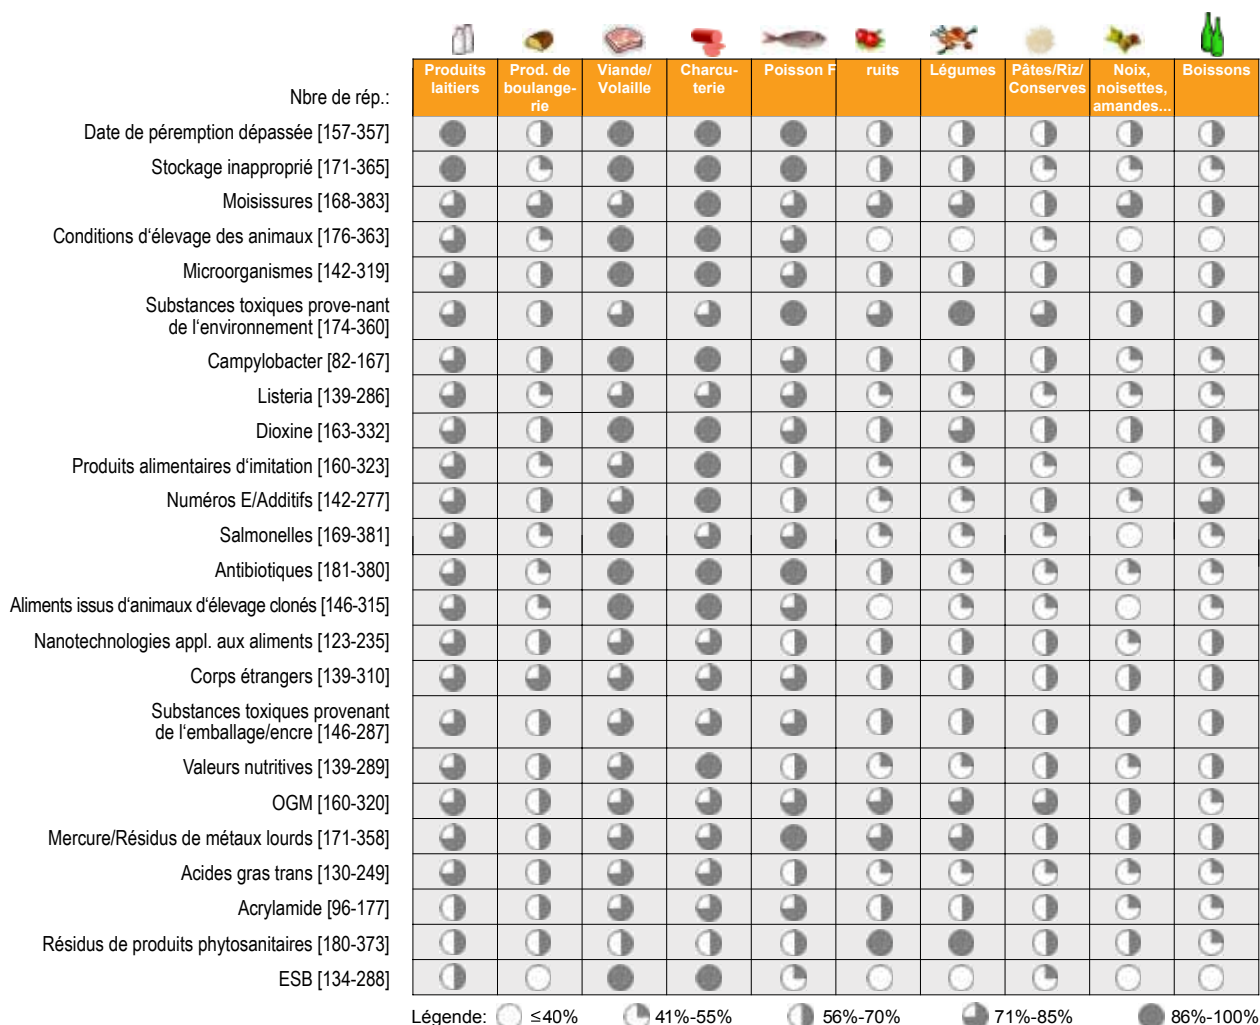 Produits
laitiers
Prod. de
boulange-
rie
Viande/
Volaille
Charcu-
terie
Poisson F
ruits
Légumes
Pâtes/Riz/
Conserves
Noix,
noisettes,
amandes...
Boissons
Nbre de rép.:
Date de péremption dépassée [157-357]
Stockage inapproprié [171-365]
Moisissures [168-383]
Conditions d‘élevage des animaux [176-363]
Microorganismes [142-319]
Substances toxiques prove-nant
de l‘environnement [174-360]
Campylobacter [82-167]
Listeria [139-286]
Dioxine [163-332]
Produits alimentaires d‘imitation [160-323]
Numéros E/Additifs [142-277]
Salmonelles [169-381]
Antibiotiques [181-380]
Aliments issus d‘animaux d‘élevage clonés [146-315]
Nanotechnologies appl. aux aliments [123-235]
Corps étrangers [139-310]
Substances toxiques provenant
de l‘emballage/encre [146-287]
Valeurs nutritives [139-289]
OGM [160-320]
Mercure/Résidus de métaux lourds [171-358]
Acides gras trans [130-249]
Acrylamide [96-177]
Résidus de produits phytosanitaires [180-373]
ESB [134-288]
Légende: ≤40% 41%-55% 56%-70% 71%-85% 86%-100%